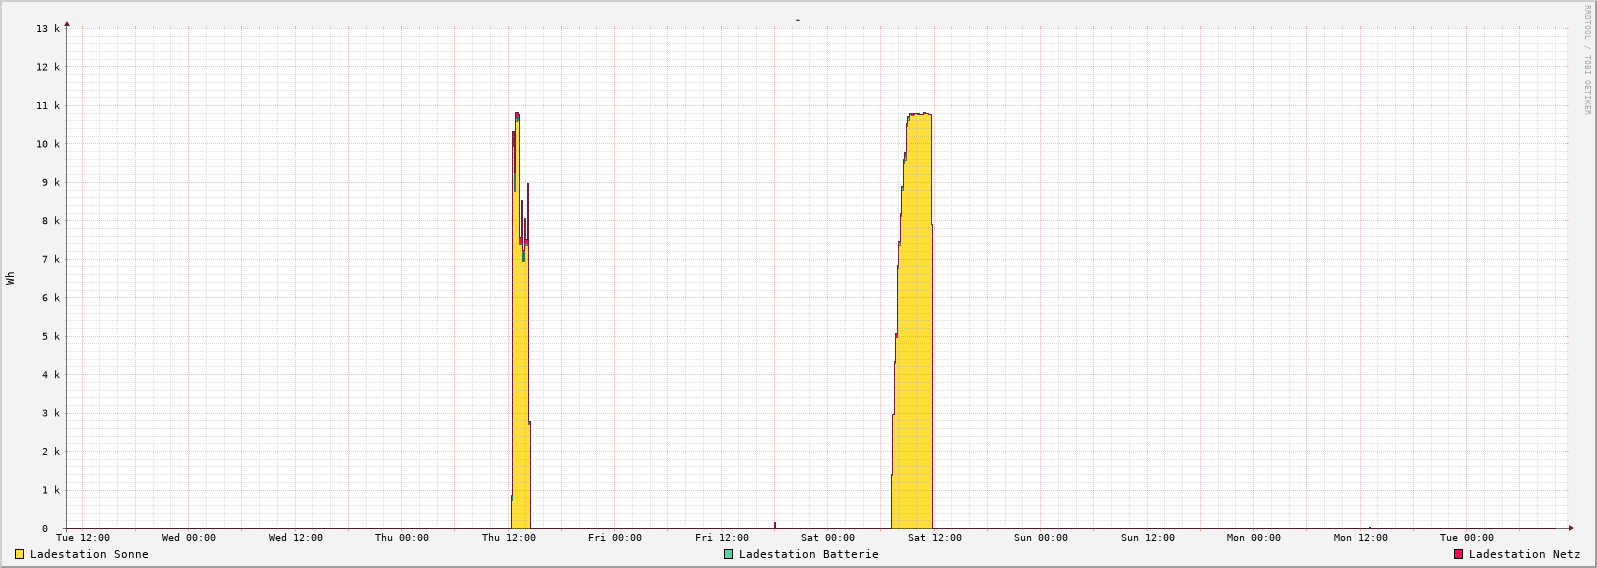 -
RRDTOOL / TOBI OETIKER
Wh
13 k
12 k
11 k
10 k
9 k
8 k
7 k
6 k
5 k
4 k
3 k
2 k
1 k
0
Tue 12:00 Wed 00:00 Wed 12:00 Thu 00:00 Thu 12:00 Fri 00:00 Fri 12:00 Sat 00:00 Sat 12:00 Sun 00:00 Sun 12:00 Mon 00:00 Mon 12:00 Tue 00:00
Ladestation Sonne Ladestation Batterie Ladestation Netz